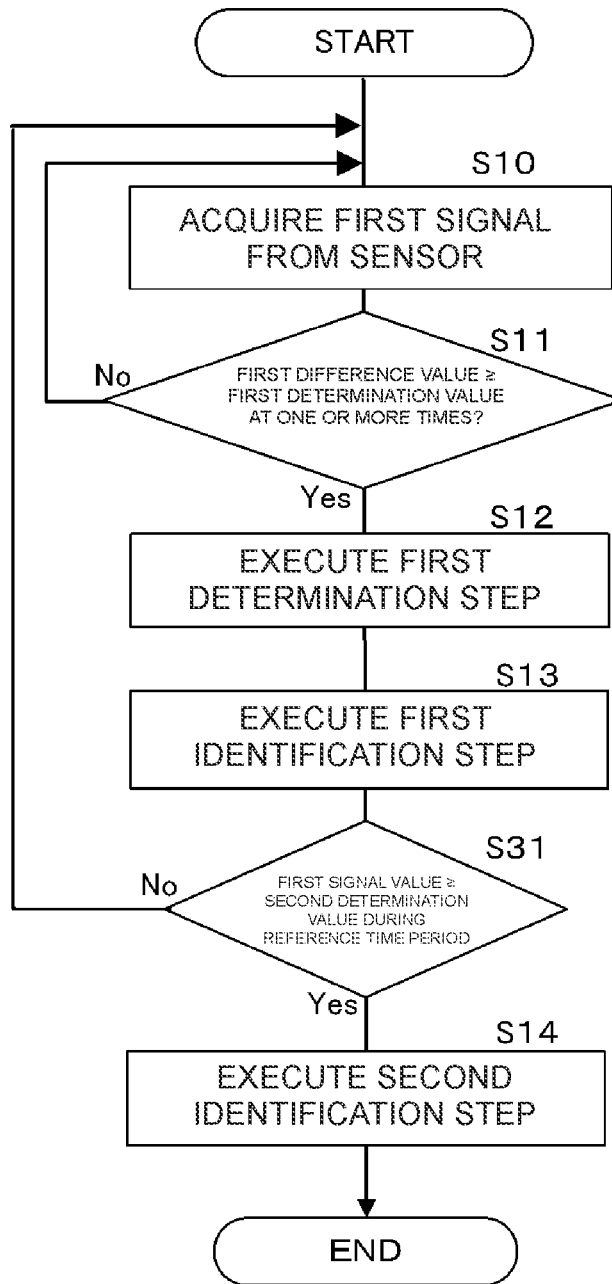 START
S10
ACQUIRE FIRST SIGNAL
FROM SENSOR
S11
No
FIRST DIFFERENCE VALUE ≥
FIRST DETERMINATION VALUE
AT ONE OR MORE TIMES?
Yes
S12
EXECUTE FIRST
DETERMINATION STEP
S13
EXECUTE FIRST
IDENTIFICATION STEP
S31
No
FIRST SIGNAL VALUE ≥
SECOND DETERMINATION
VALUE DURING
REFERENCE TIME PERIOD
Yes
S14
EXECUTE SECOND
IDENTIFICATION STEP
END